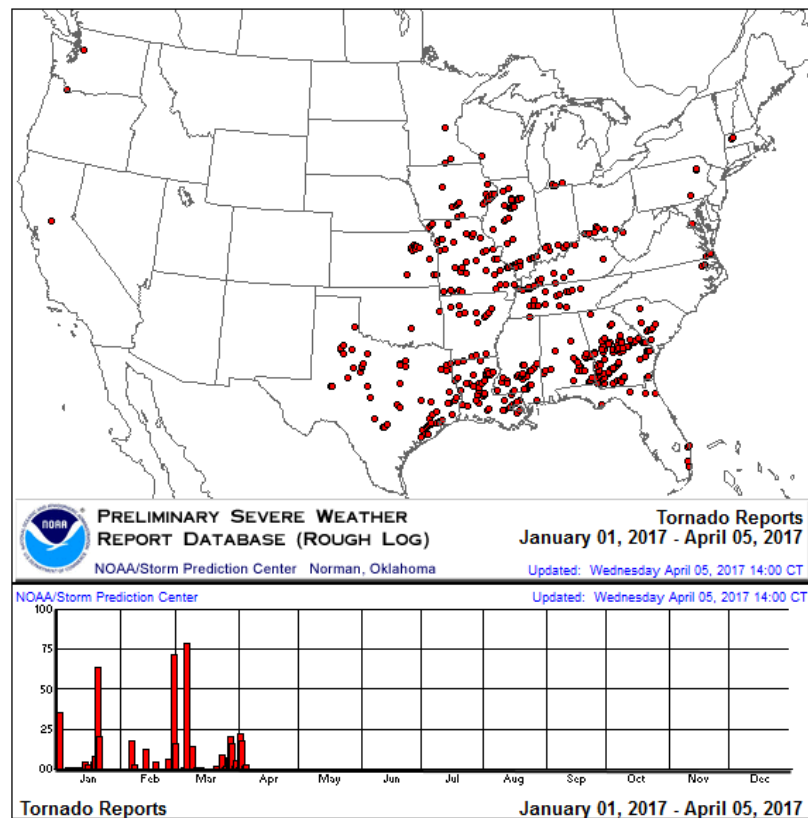 PRELIMINARY SEVERE WEATHER
REPORT DATABASE (ROUGH LOG)
NOAA/Storm Prediction Center Norman, Oklahoma
NOAA
Tornado Reports
January 01, 2017 - April 05, 2017
Updated: Wednesday April 05, 2017 14:00 CT
NOAA/Storm Prediction Center
Updated: Wednesday April 05, 2017 14:00 CT
100
75
50
25
00
Jan Feb Mar Apr May Jun Jul Aug Sep Oct Nov Dec
Tornado Reports
January 01, 2017 - April 05, 2017